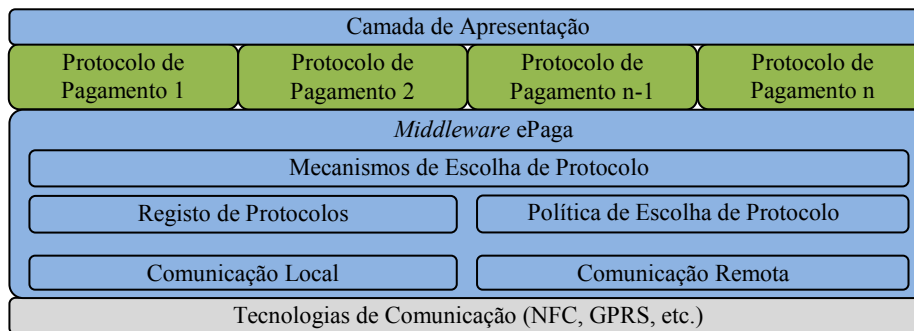 Camada de Apresentação
Protocolo de
Pagamento 1
Protocolo de
Pagamento 2
Protocolo de
Pagamento n-1
Protocolo de
Pagamento n
Middleware ePaga
Mecanismos de Escolha de Protocolo
Registo de Protocolos
Política de Escolha de Protocolo
Comunicação Local
Comunicação Remota
Tecnologias de Comunicação (NFC, GPRS, etc.)